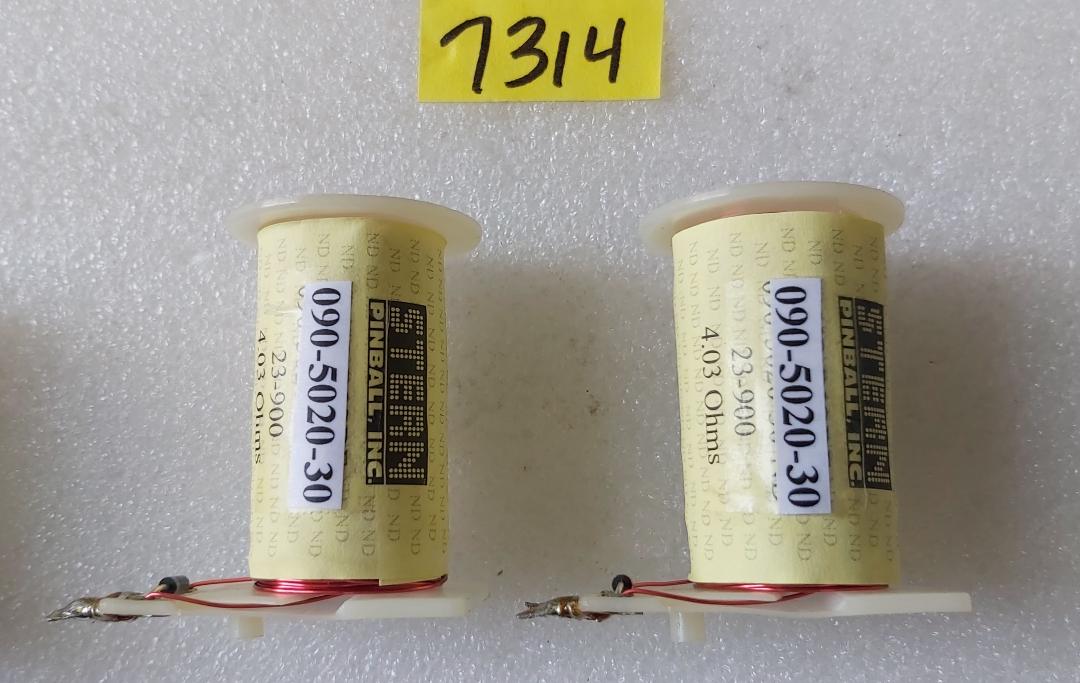 7314
STERN
PINBALL, INC.
090-5020-30
23-900
4.03 Ohms
STERN
PINBALL, INC.
090-5020-30
23-900
4.03 Ohms